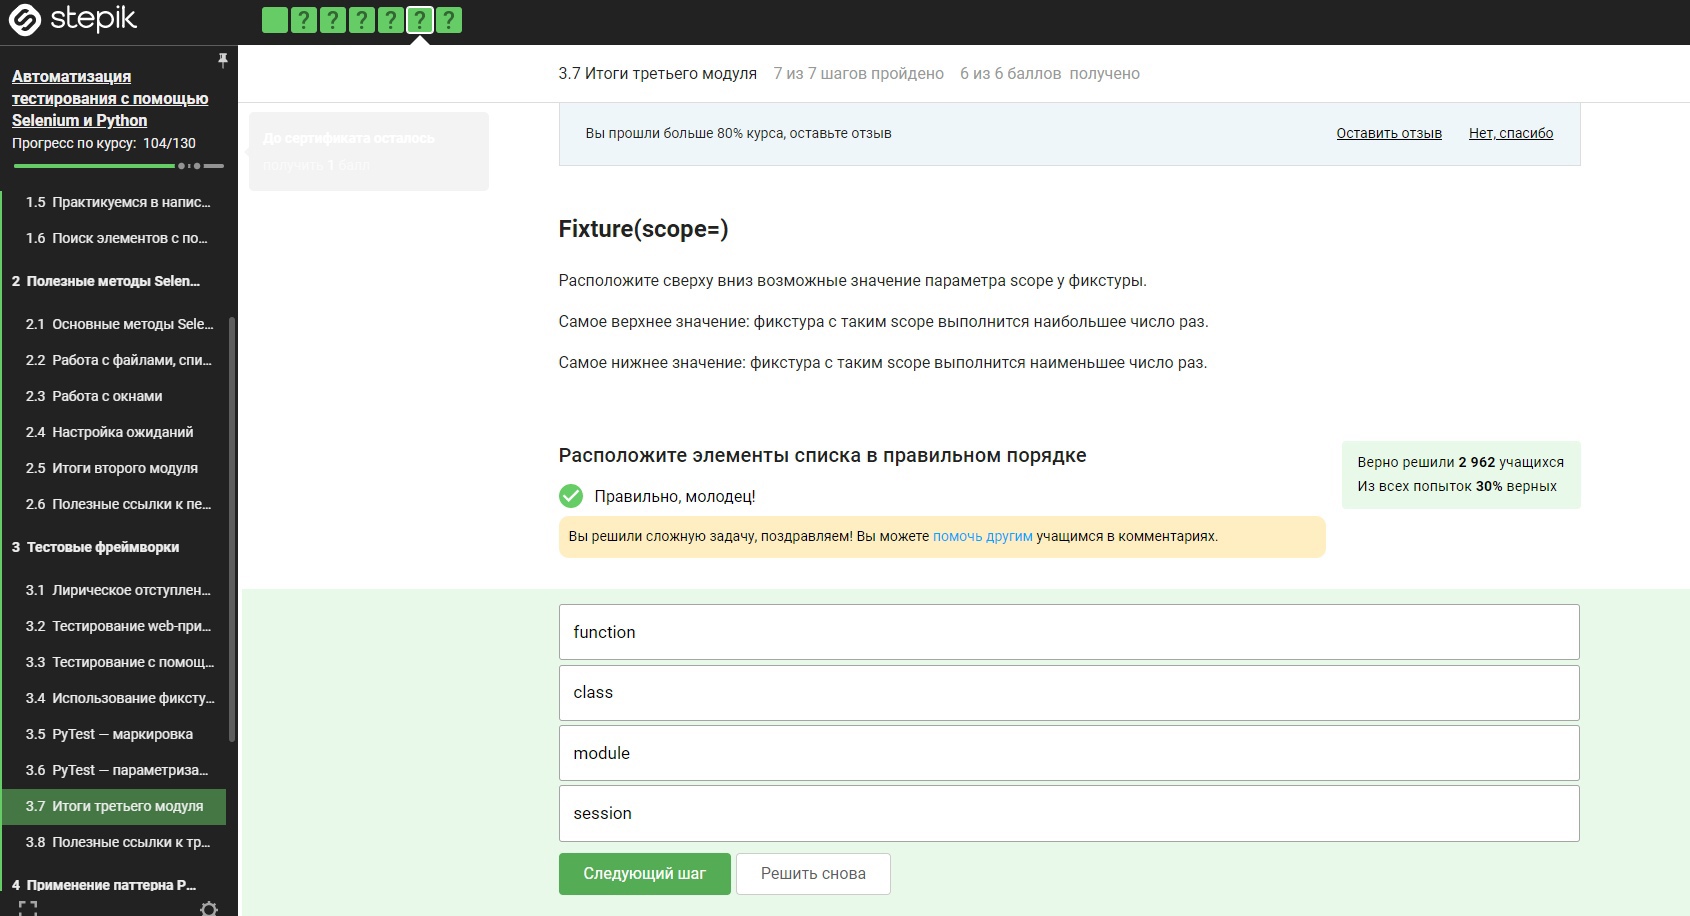 stepik
? ? ? ? ? ?
Автоматизация
тестирования с помощью
Selenium и Python
Прогресс по курсу: 104/130
1.5 Практикуемся в напис...
1.6 Поиск элементов с по...
2 Полезные методы Selen...
2.1 Основные методы Sele...
2.2 Работа с файлами, спи...
2.3 Работа с окнами
2.4 Настройка ожиданий
2.5 Итоги второго модуля
2.6 Полезные ссылки к пе...
3 Тестовые фреймворки
3.1 Лирическое отступлен...
3.2 Тестирование web-при...
3.3 Тестирование с помощ...
3.4 Использование фиксту...
3.5 PyTest — маркировка
3.6 PyTest — параметриза...
3.7 Итоги третьего модуля
3.8 Полезные ссылки к тр...
4 Применение паттерна P...
3.7 Итоги третьего модуля 7 из 7 шагов пройдено 6 из 6 баллов получено
До сертификата осталось
получить 1 балл
Вы прошли больше 80% курса, оставьте отзыв Оставить отзыв Нет, спасибо
Fixture(scope=)
Расположите сверху вниз возможные значение параметра scope у фикстуры.
Самое верхнее значение: фикстура с таким scope выполнится наибольшее число раз.
Самое нижнее значение: фикстура с таким scope выполнится наименьшее число раз.
Расположите элементы списка в правильном порядке
Правильно, молодец!
Вы решили сложную задачу, поздравляем! Вы можете помочь другим учащимся в комментариях.
Верно решили 2 962 учащихся
Из всех попыток 30% верных
function
class
module
session
Следующий шаг Решить снова